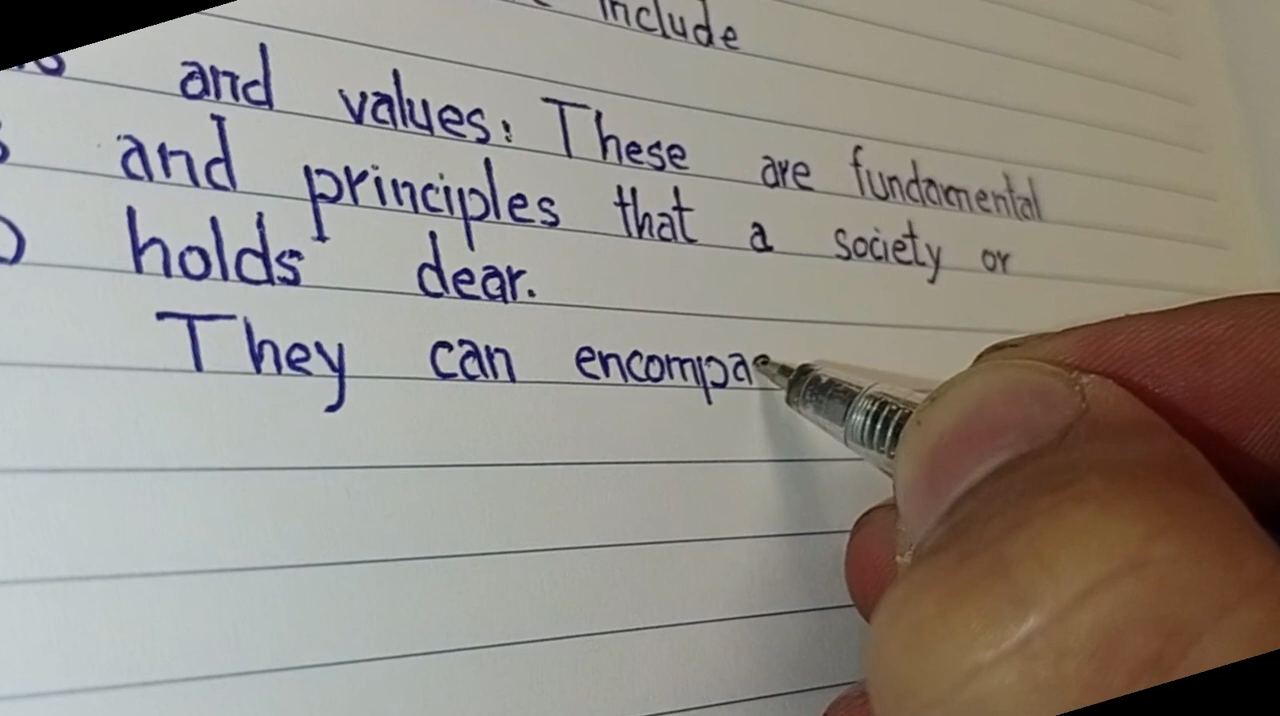 include
and values: These are fundamental
and principles that a society or
holds dear.
They can encompa